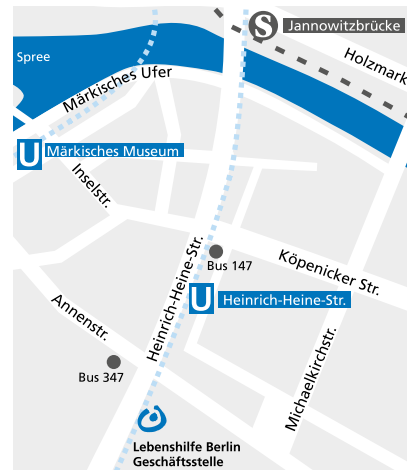 S
Jannowitzbrücke
Holzmark
Spree
Märkisches Ufer
U
Märkisches Museum
Inselstr.
Heinrich-Heine-Str.
Bus 147
Köpenicker Str.
U
Heinrich-Heine-Str.
Annenstr.
Michaelkirchstr.
Bus 347
Lebenshilfe Berlin
Geschäftsstelle